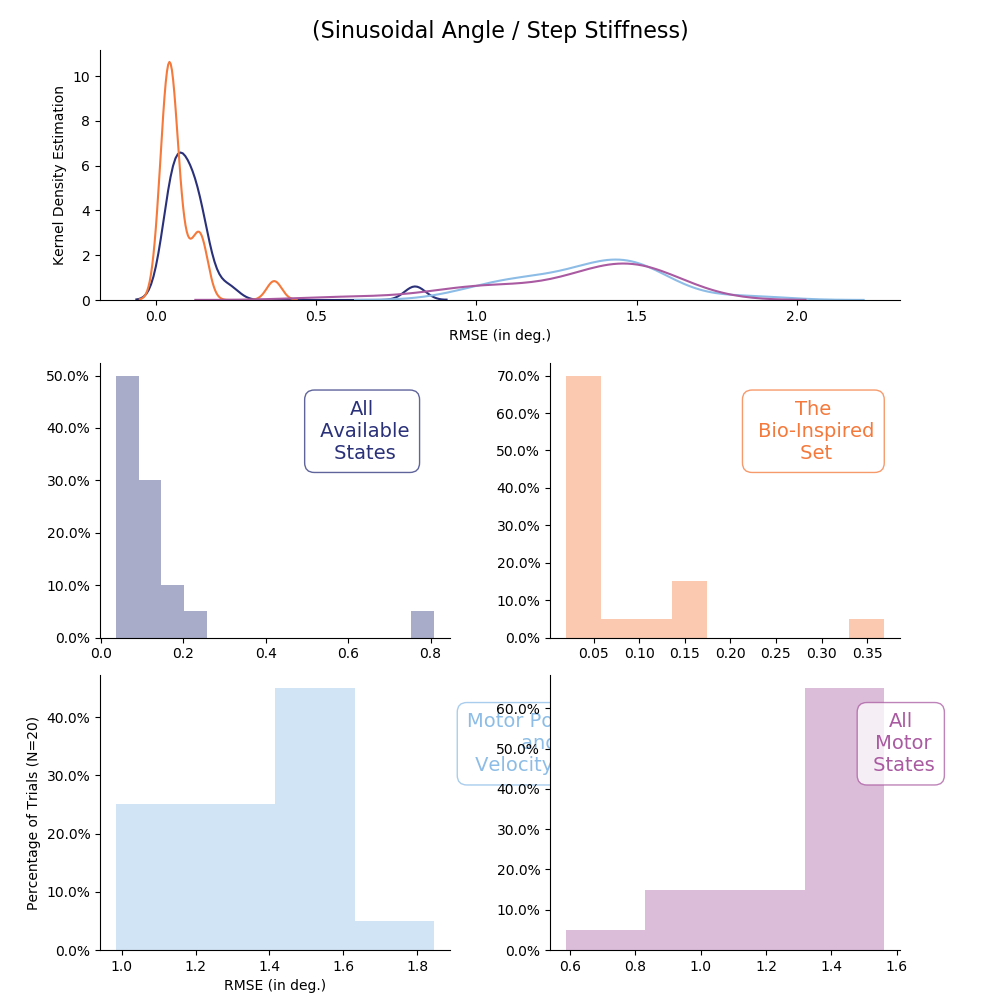 (Sinusoidal Angle / Step Stiffness)
Kernel Density Estimation
10
8
6
4
2
0
0.0 0.5 1.0 1.5 2.0
RMSE (in deg.)
50.0%
40.0%
30.0%
20.0%
10.0%
0.0%
0.0 0.2 0.4 0.6 0.8
All
Available
States
70.0%
60.0%
50.0%
40.0%
30.0%
20.0%
10.0%
0.0%
0.05 0.10 0.15 0.20 0.25 0.30 0.35
The
Bio-Inspired
Set
Percentage of Trials (N=20)
40.0%
30.0%
20.0%
10.0%
0.0%
1.0 1.2 1.4 1.6 1.8
RMSE (in deg.)
Motor
and
Velocity
60.0%
50.0%
40.0%
30.0%
20.0%
10.0%
0.0%
0.6 0.8 1.0 1.2 1.4 1.6
All
Motor
States